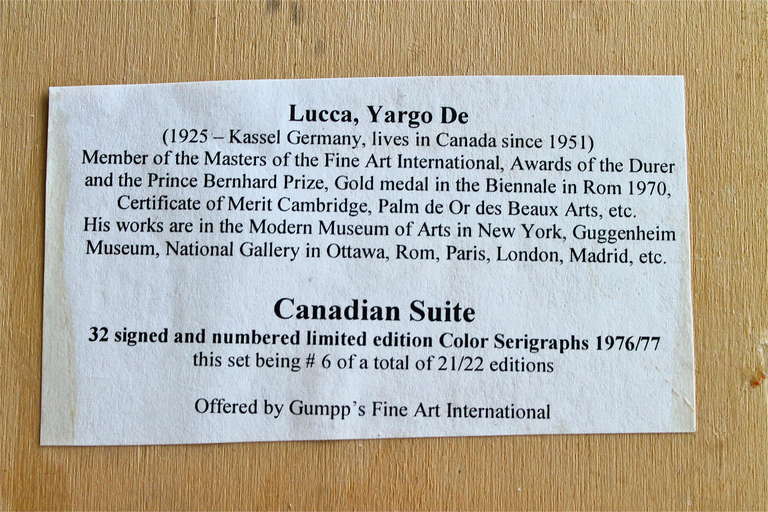 Lucca, Yargo De
(1925 – Kassel Germany, lives in Canada since 1951)
Member of the Masters of the Fine Art International, Awards of the Durer
and the Prince Bernhard Prize, Gold medal in the Biennale in Rom 1970,
Certificate of Merit Cambridge, Palm de Or des Beaux Arts, etc.
His works are in the Modern Museum of Arts in New York, Guggenheim
Museum, National Gallery in Ottawa, Rom, Paris, London, Madrid, etc.
Canadian Suite
32 signed and numbered limited edition Color Serigraphs 1976/77
this set being # 6 of a total of 21/22 editions
Offered by Gumpp's Fine Art International